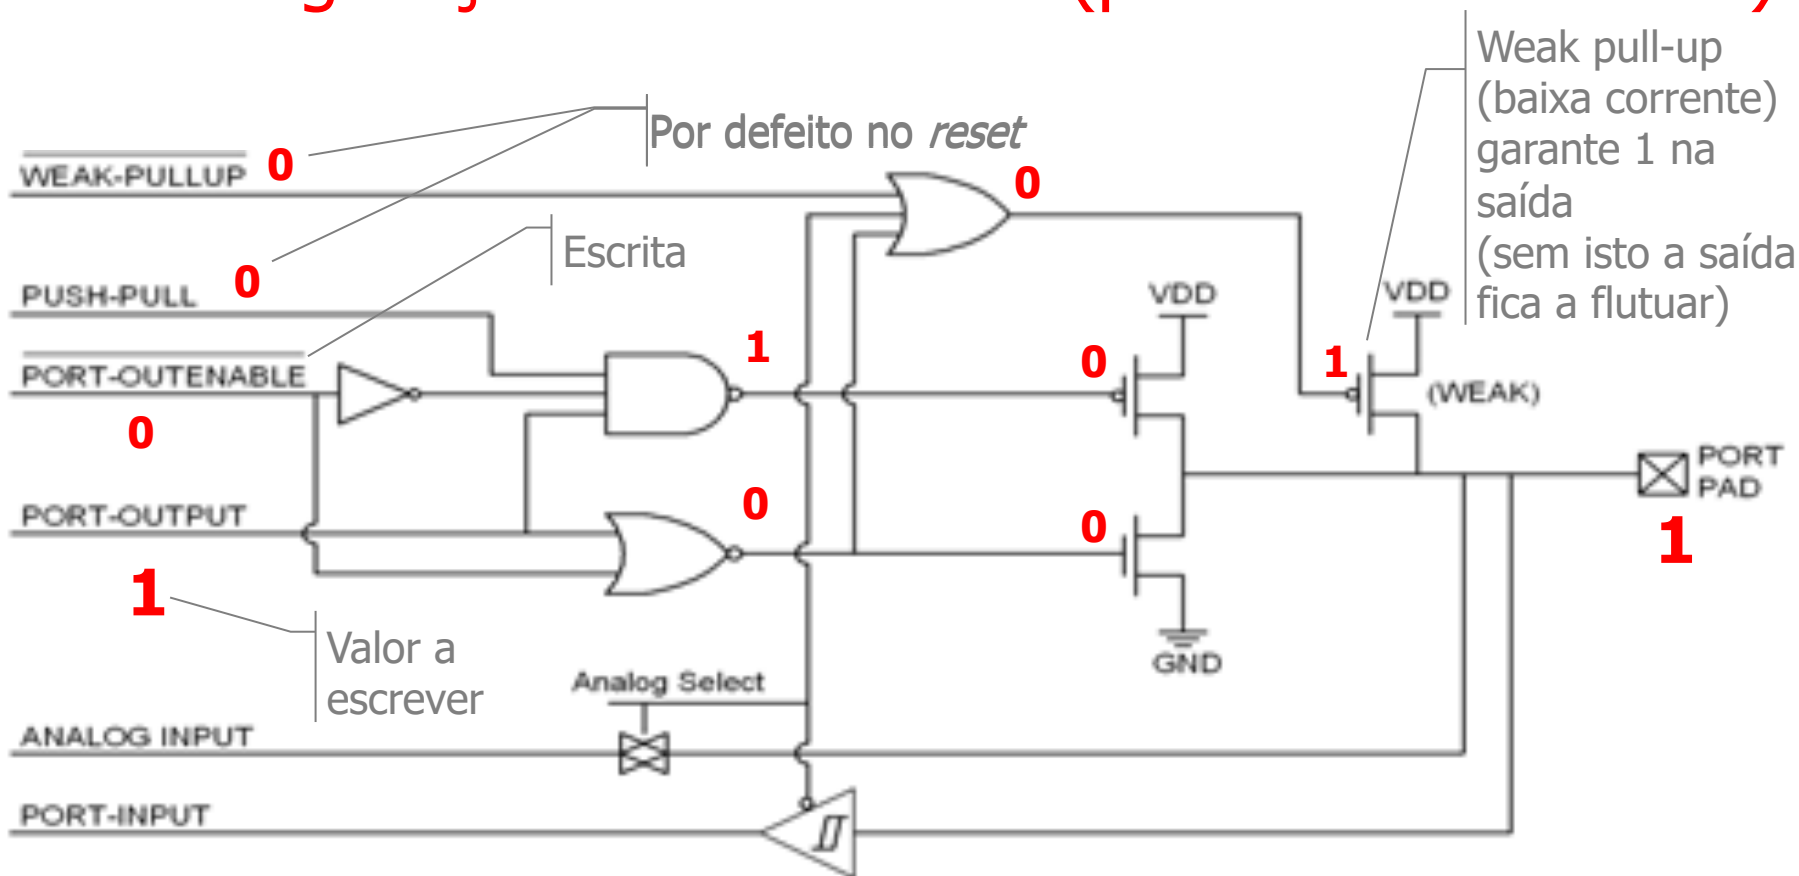 Weak pull-up
(baixa corrente)
garante 1 na
saída
(sem isto a saída
fica a flutuar)
Por defeito no reset
WEAK-PULLUP 0
0
Escrita
PUSH-PULL 0
VDD
VDD
1
0
1
PORT-OUTENABLE
(WEAK)
0
PORT
PAD
PORT-OUTPUT
0
0
1
1
Valor a
escrever
GND
Analog Select
ANALOG INPUT
PORT-INPUT